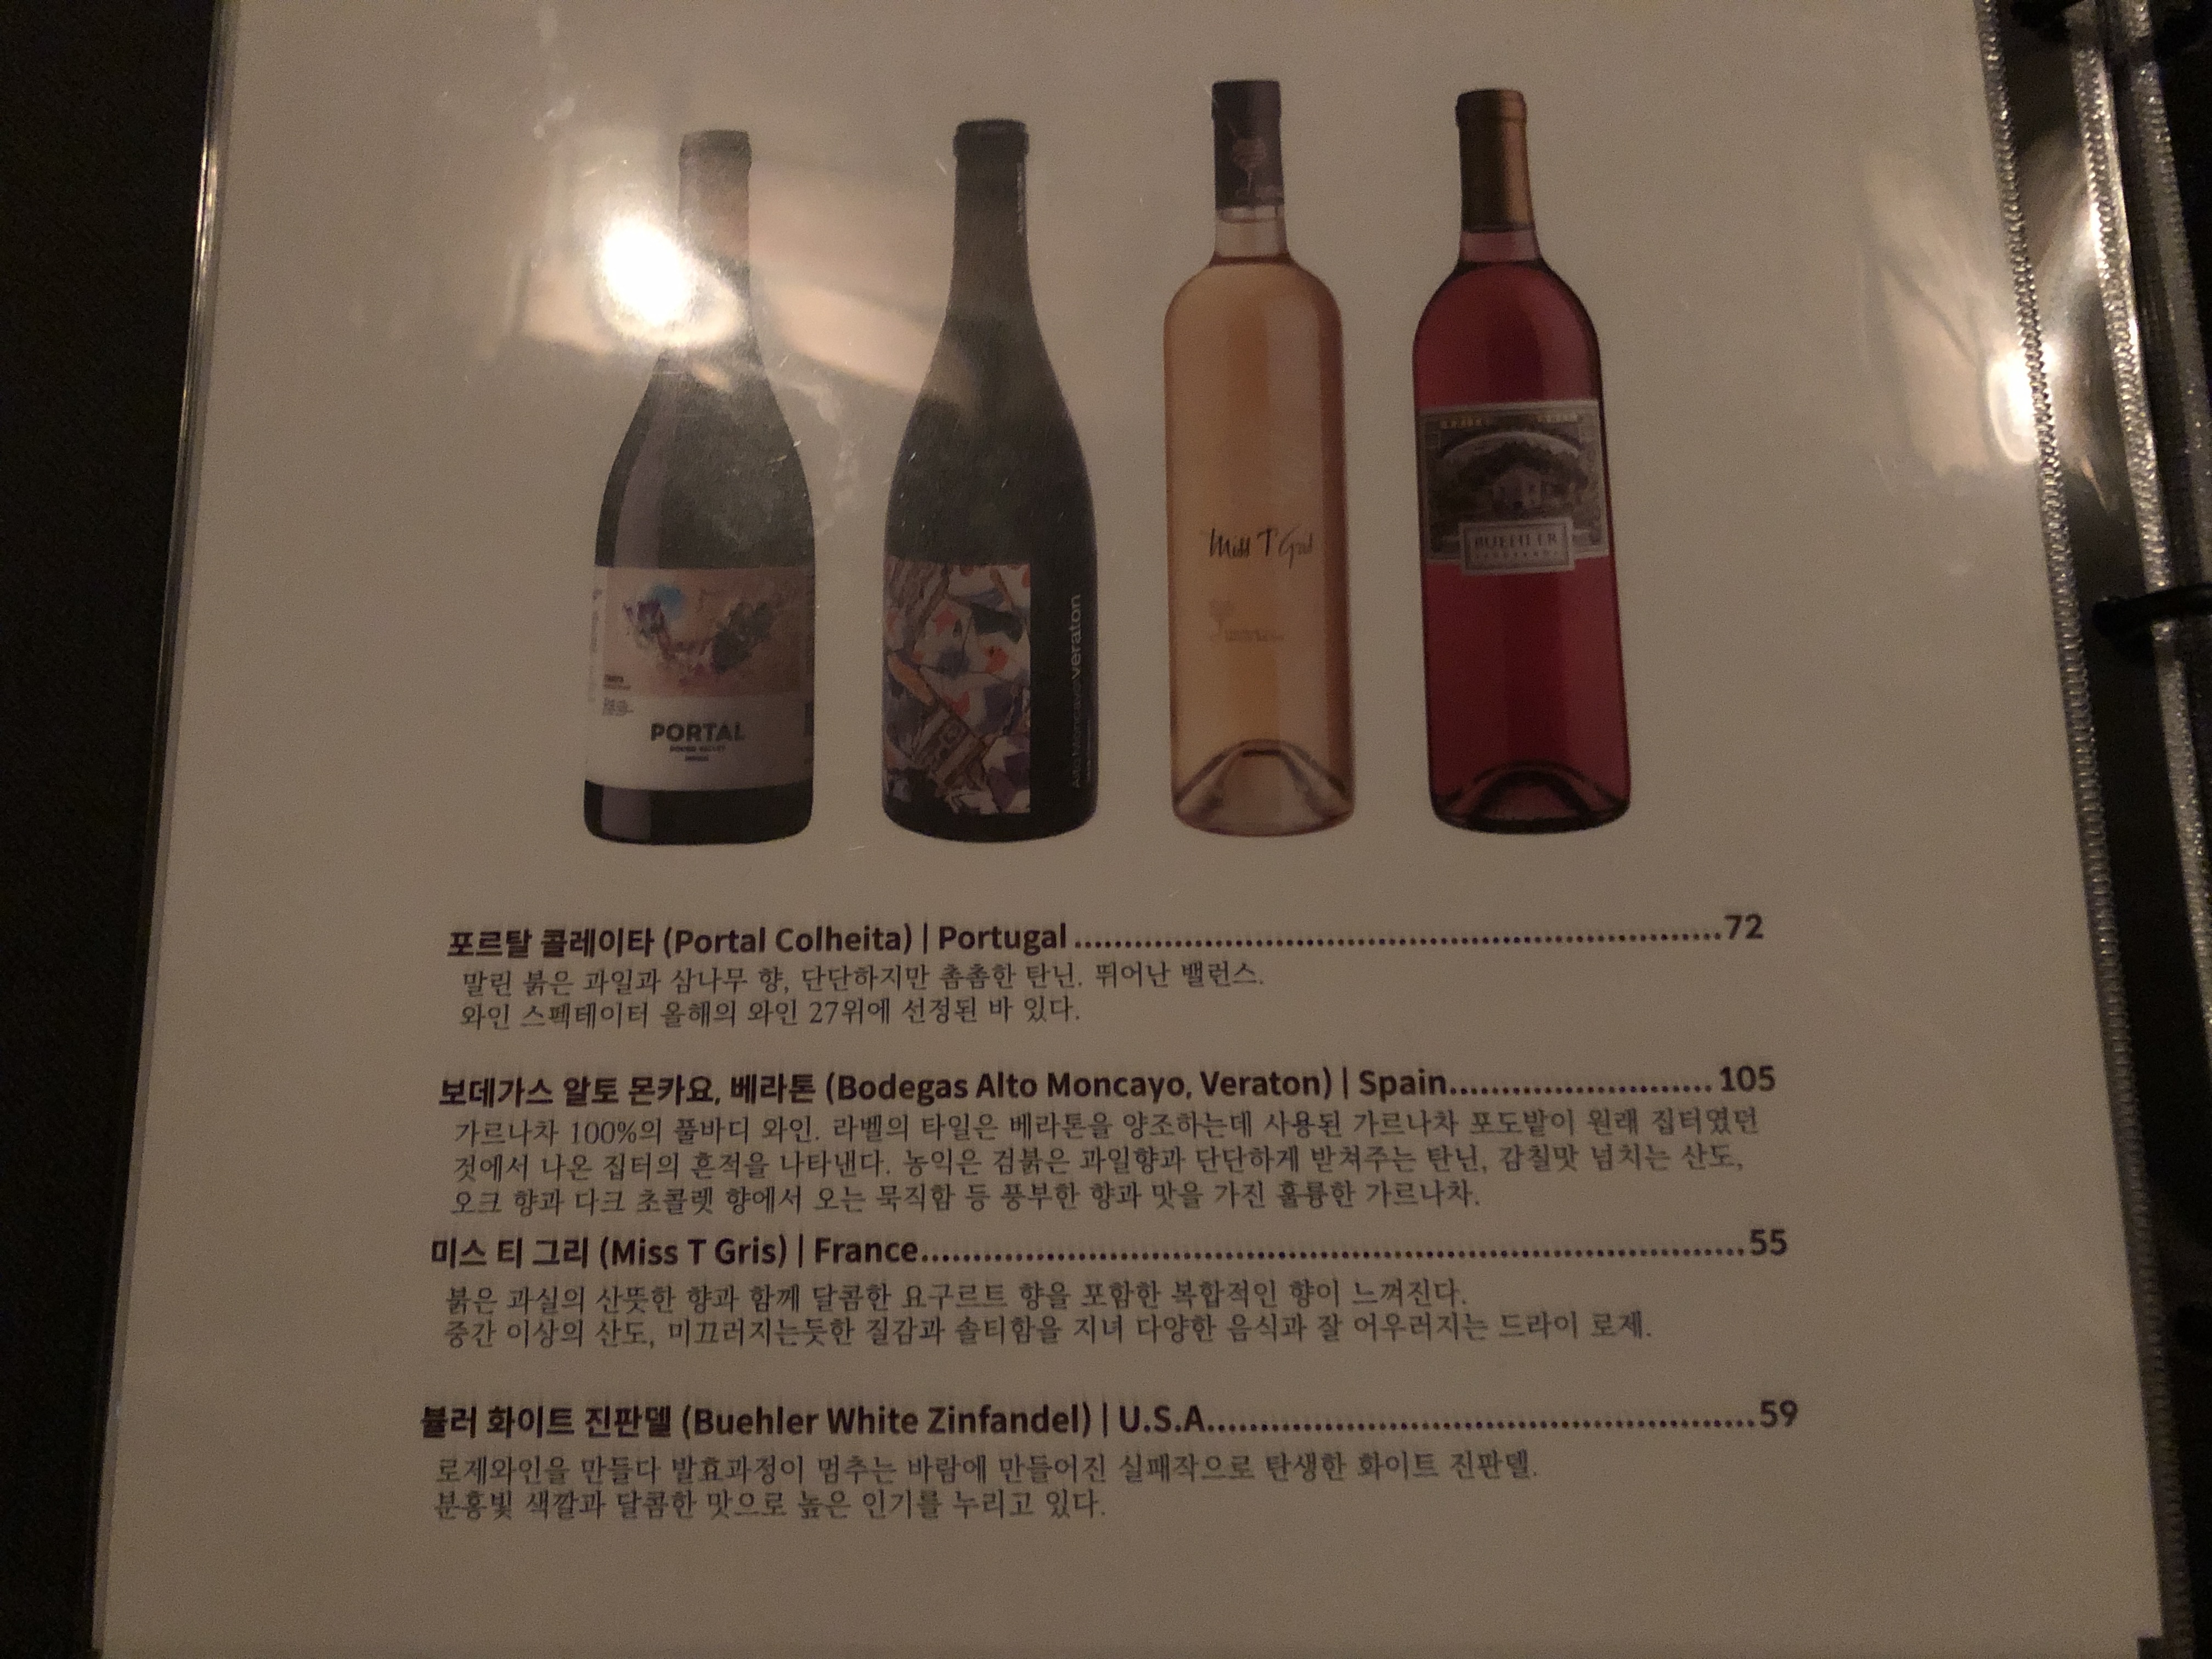 Miss T Gris
BUEHLER
veraton
PORTAL
포르탈 콜레이타 (Portal Colheita) | Portugal........................................................72
말린 붉은 과일과 삼나무 향, 단단하지만 촘촘한 탄닌. 뛰어난 밸런스.
와인 스펙테이터 올해의 와인 27위에 선정된 바 있다.
보데가스 알토 몬카요, 베라톤 (Bodegas Alto Moncayo, Veraton) | Spain.......................105
가르나차 100%의 풀바디 와인. 라벨의 타일은 베라톤을 양조하는데 사용된 가르나차 포도밭이 원래 집터였던
것에서 나온 집터의 흔적을 나타낸다. 농익은 검붉은 과일향과 단단하게 받쳐주는 탄닌, 감칠맛 넘치는 산도,
오크 향과 다크 초콜렛 향에서 오는 묵직함 등 풍부한 향과 맛을 가진 훌륭한 가르나차.
미스 티 그리 (Miss T Gris) | France......................................................................55
붉은 과실의 산뜻한 향과 함께 달콤한 요구르트 향을 포함한 복합적인 향이 느껴진다.
중간 이상의 산도, 미끄러지는듯한 질감과 솔티함을 지녀 다양한 음식과 잘 어우러지는 드라이 로제.
뷸러 화이트 진판델 (Buehler White Zinfandel) | U.S.A..............................................59
로제와인을 만들다 발효과정이 멈추는 바람에 만들어진 실패작으로 탄생한 화이트 진판델.
분홍빛 색깔과 달콤한 맛으로 높은 인기를 누리고 있다.